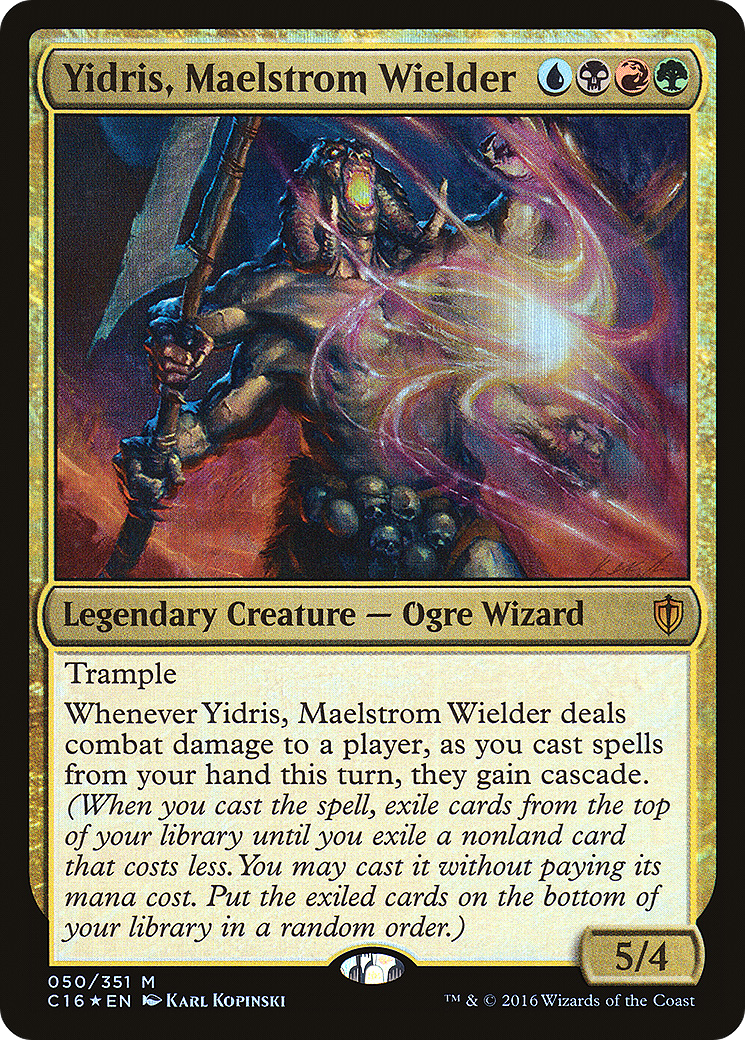 Yidris, Maelstrom Wielder
Legendary Creature — Ogre Wizard
Trample
Whenever Yidris, Maelstrom Wielder deals
combat damage to a player, as you cast spells
from your hand this turn, they gain cascade.
(When you cast the spell, exile cards from the top
of your library until you exile a nonland card
that costs less. You may cast it without paying its
mana cost. Put the exiled cards on the bottom of
your library in a random order.)
5/4
050/351 M
C16★EN Karl Kopinski
™ & © 2016 Wizards of the Coast